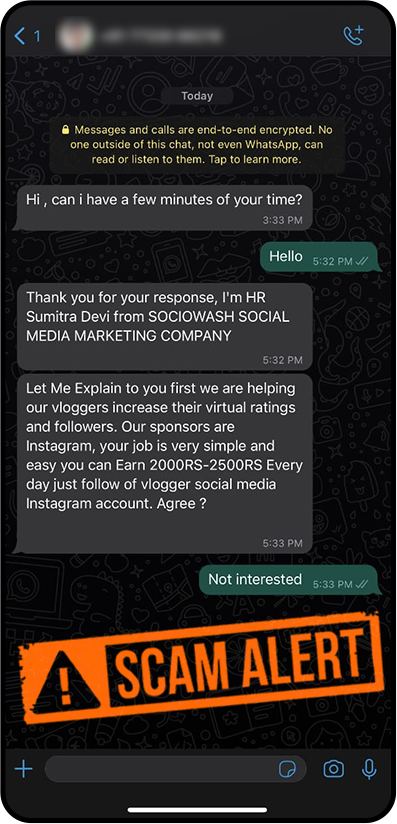 1
Today
Messages and calls are end-to-end encrypted. No
one outside of this chat, not even WhatsApp, can
read or listen to them. Tap to learn more.
Hi , can i have a few minutes of your time?
3:33 PM
Hello
5:32 PM
Thank you for your response, I'm HR
Sumitra Devi from SOCIOWASH SOCIAL
MEDIA MARKETING COMPANY
5:32 PM
Let Me Explain to you first we are helping
our vloggers increase their virtual ratings
and followers. Our sponsors are
Instagram, your job is very simple and
easy you can Earn 2000RS-2500RS Every
day just follow of vlogger social media
Instagram account. Agree ?
5:33 PM
Not interested
5:33 PM
SCAM ALERT